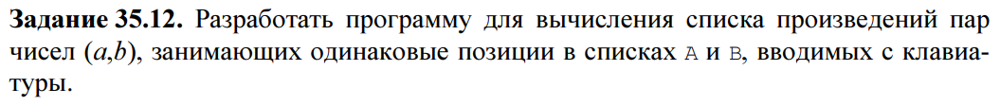 Задание 35.12. Разработать программу для вычисления списка произведений пар
чисел (a,b), занимающих одинаковые позиции в списках A и B, вводимых с клавиа-
туры.